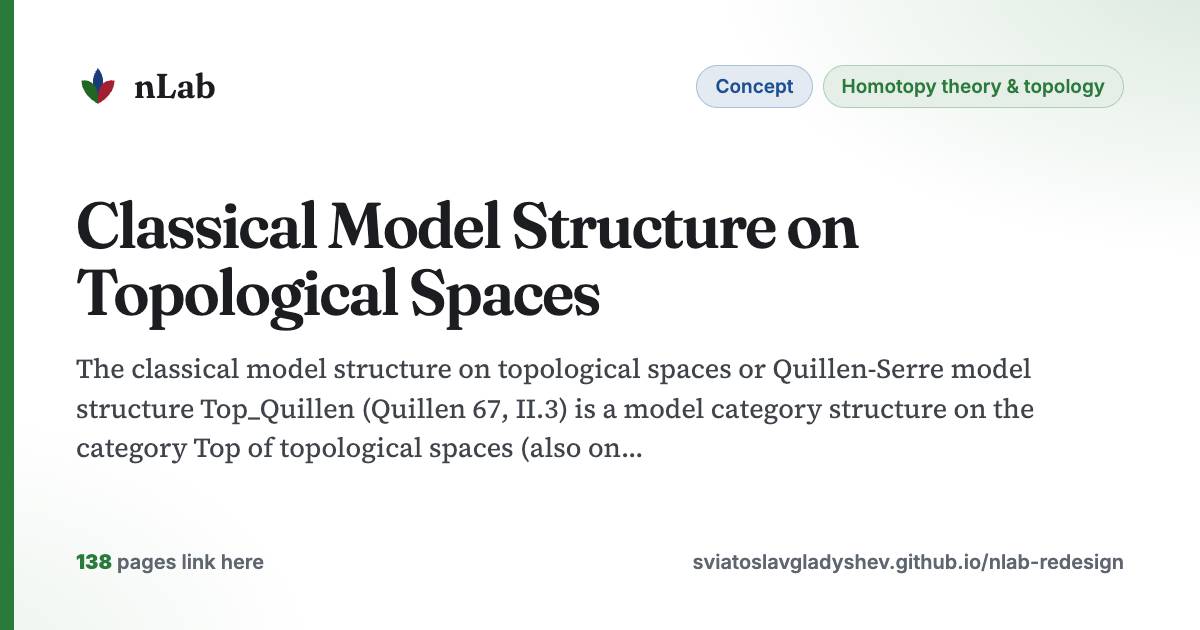 nLab
Concept
Homotopy theory & topology
Classical Model Structure on
Topological Spaces
The classical model structure on topological spaces or Quillen-Serre model
structure Top_Quillen (Quillen 67, II.3) is a model category structure on the
category Top of topological spaces (also on...
138 pages link here
sviatoslavgladyshev.github.io/nlab-redesign